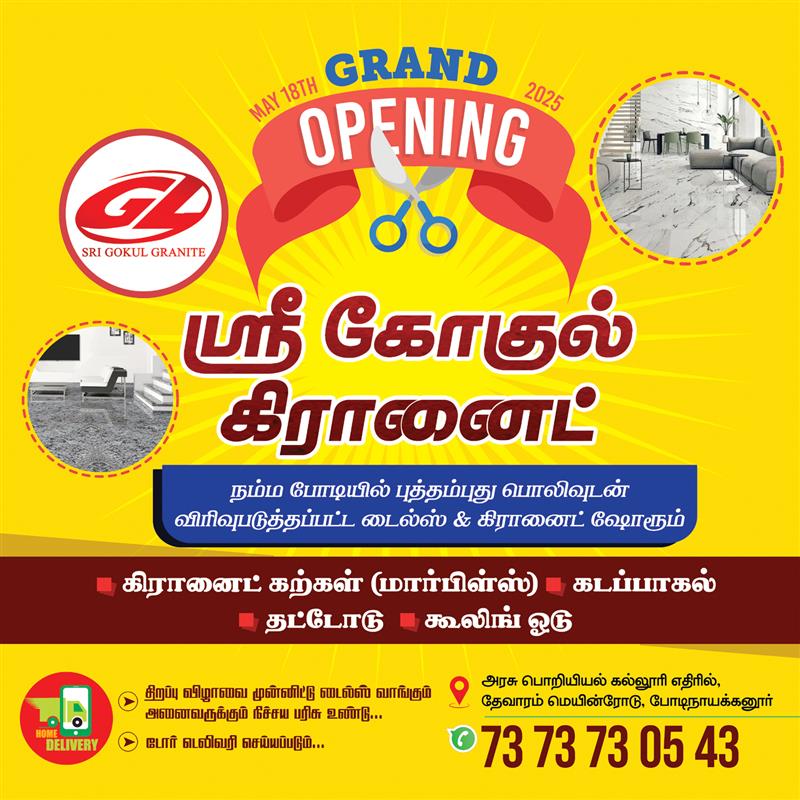 GRAND
MAY 18TH
2025
OPENING
GL
SRI GOKUL GRANITE
ஸ்ரீ கோகுல்
கிரானைட்
நம்ம போடியில் புத்தம்புது பொலிவுடன்
விரிவுபடுத்தப்பட்ட டைல்ஸ் & கிரானைட் ஷோரூம்
கிரானைட் கற்கள் (மார்பிள்ஸ்) கடப்பாகல்
தட்டோடு கூலிங் ஓடு
திறப்பு விழாவை முன்னிட்டு டைல்ஸ் வாங்கும்
அனைவருக்கும் நிச்சய பரிசு உண்டு...
டோர் டெலிவரி செய்யப்படும்...
HOME
DELIVERY
அரசு பொறியியல் கல்லூரி எதிரில்,
தேவாரம் மெயின்ரோடு, போடிநாயக்கனூர்
73 73 73 05 43